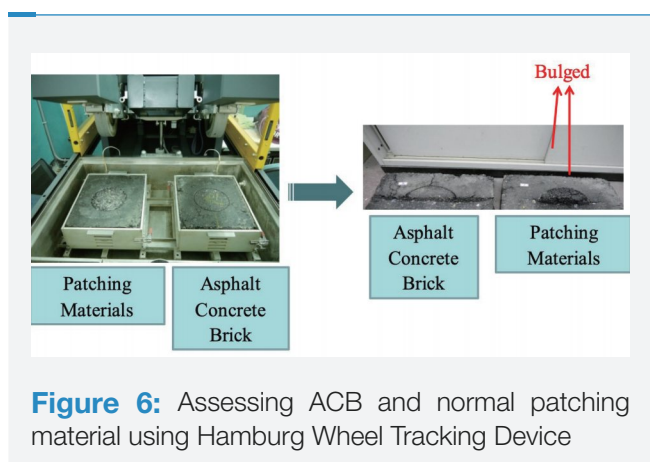 Bulged
Patching
Materials
Asphalt
Concrete
Brick
Asphalt
Concrete
Brick
Patching
Materials
Figure 6: Assessing ACB and normal patching
material using Hamburg Wheel Tracking Device